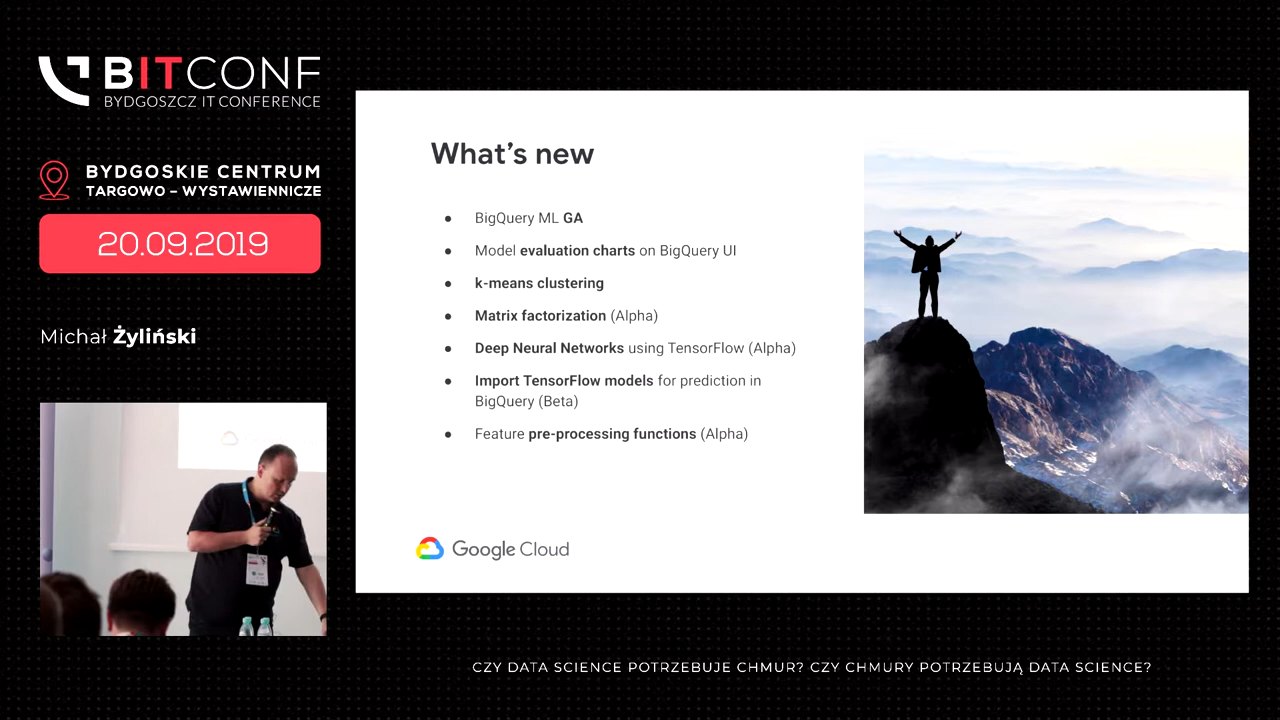 BITCONF
BYDGOSZCZ IT CONFERENCE
BYDGOSKIE CENTRUM
TARGOWO – WYSTAWIENNICZE
20.09.2019
Michał Żyliński
What's new
● BigQuery ML GA
● Model evaluation charts on BigQuery UI
● k-means clustering
● Matrix factorization (Alpha)
● Deep Neural Networks using TensorFlow (Alpha)
● Import TensorFlow models for prediction in
BigQuery (Beta)
● Feature pre-processing functions (Alpha)
Google Cloud
CZY DATA SCIENCE POTRZEBUJE CHMUR? CZY CHMURY POTRZEBUJĄ DATA SCIENCE?